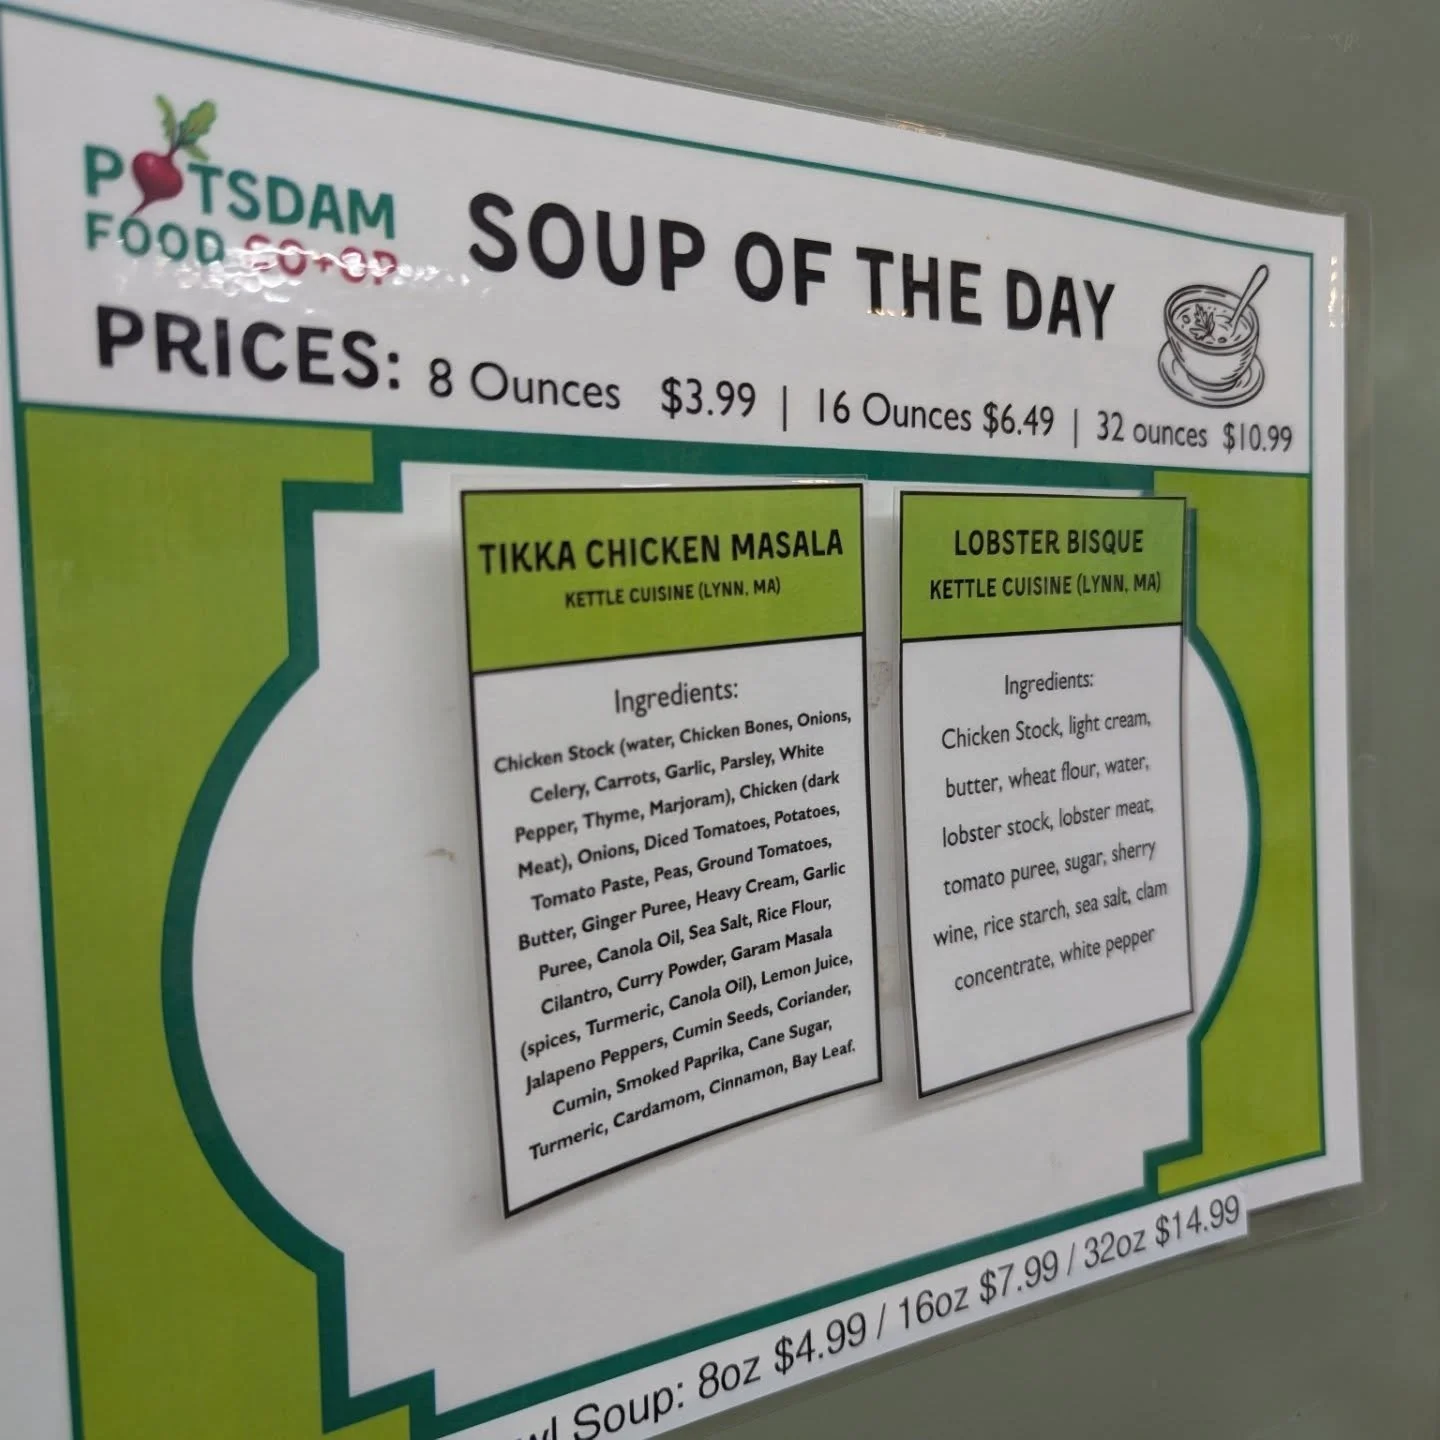 POTSDAM
FOOD CO+OP
SOUP OF THE DAY
PRICES: 8 Ounces $3.99 | 16 Ounces $6.49 | 32 ounces $10.99
TIKKA CHICKEN MASALA
KETTLE CUISINE (LYNN, MA)
Ingredients:
Chicken Stock (water, Chicken Bones, Onions,
Celery, Carrots, Garlic, Parsley, White
Pepper, Thyme, Marjoram), Chicken (dark
Meat), Onions, Diced Tomatoes, Potatoes,
Tomato Paste, Peas, Ground Tomatoes,
Butter, Ginger Puree, Heavy Cream, Garlic
Puree, Canola Oil, Sea Salt, Rice Flour,
Cilantro, Curry Powder, Garam Masala
(spices, Turmeric, Canola Oil), Lemon Juice,
Jalapeno Peppers, Cumin Seeds, Coriander,
Cumin, Smoked Paprika, Cane Sugar,
Turmeric, Cardamom, Cinnamon, Bay Leaf.
LOBSTER BISQUE
KETTLE CUISINE (LYNN, MA)
Ingredients:
Chicken Stock, light cream,
butter, wheat flour, water,
lobster stock, lobster meat,
tomato puree, sugar, sherry
wine, rice starch, sea salt, clam
concentrate, white pepper
Soup: 8oz $4.99 / 16oz $7.99 / 32oz $14.99